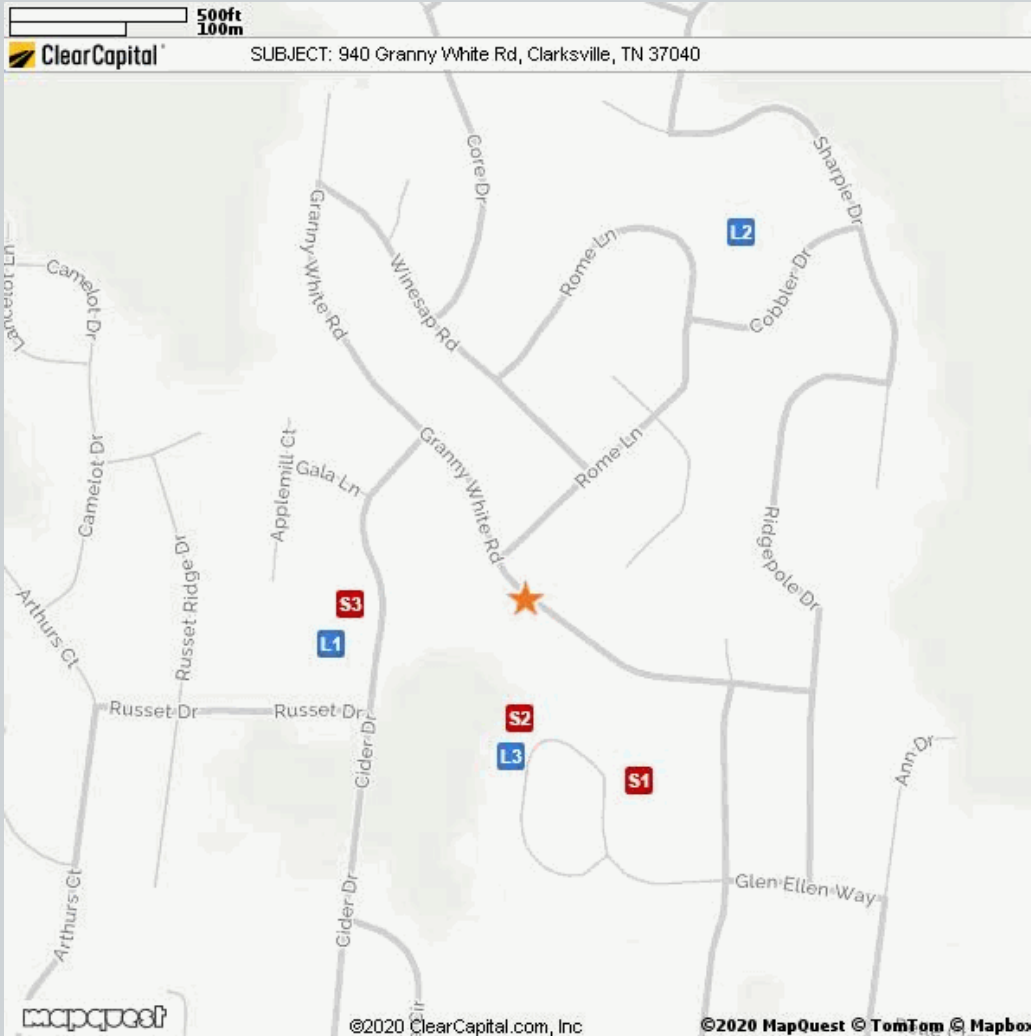 500ft
100m
ClearCapital
SUBJECT: 940 Granny White Rd, Clarksville, TN 37040
Core Dr
Sharpie Dr
Granny White Rd
L2
Rome Ln
Lancelot Ln
Camelot Dr
Winesap Rd
Cobbler Dr
Camelot Dr
Applemill Ct
Gala Ln
Granny White Rd
Rome Ln
Ridgepole Dr
Russet Ridge Dr
Arthurs Ct
S3
L1
Russet Dr
Russet Dr
S2
L3
S1
Cider Dr
Ann Dr
Glen Ellen Way
Arthurs Ct
Cider Dr
Cir
mapquest
©2020 ClearCapital.com, Inc
©2020 MapQuest © TomTom © Mapbox